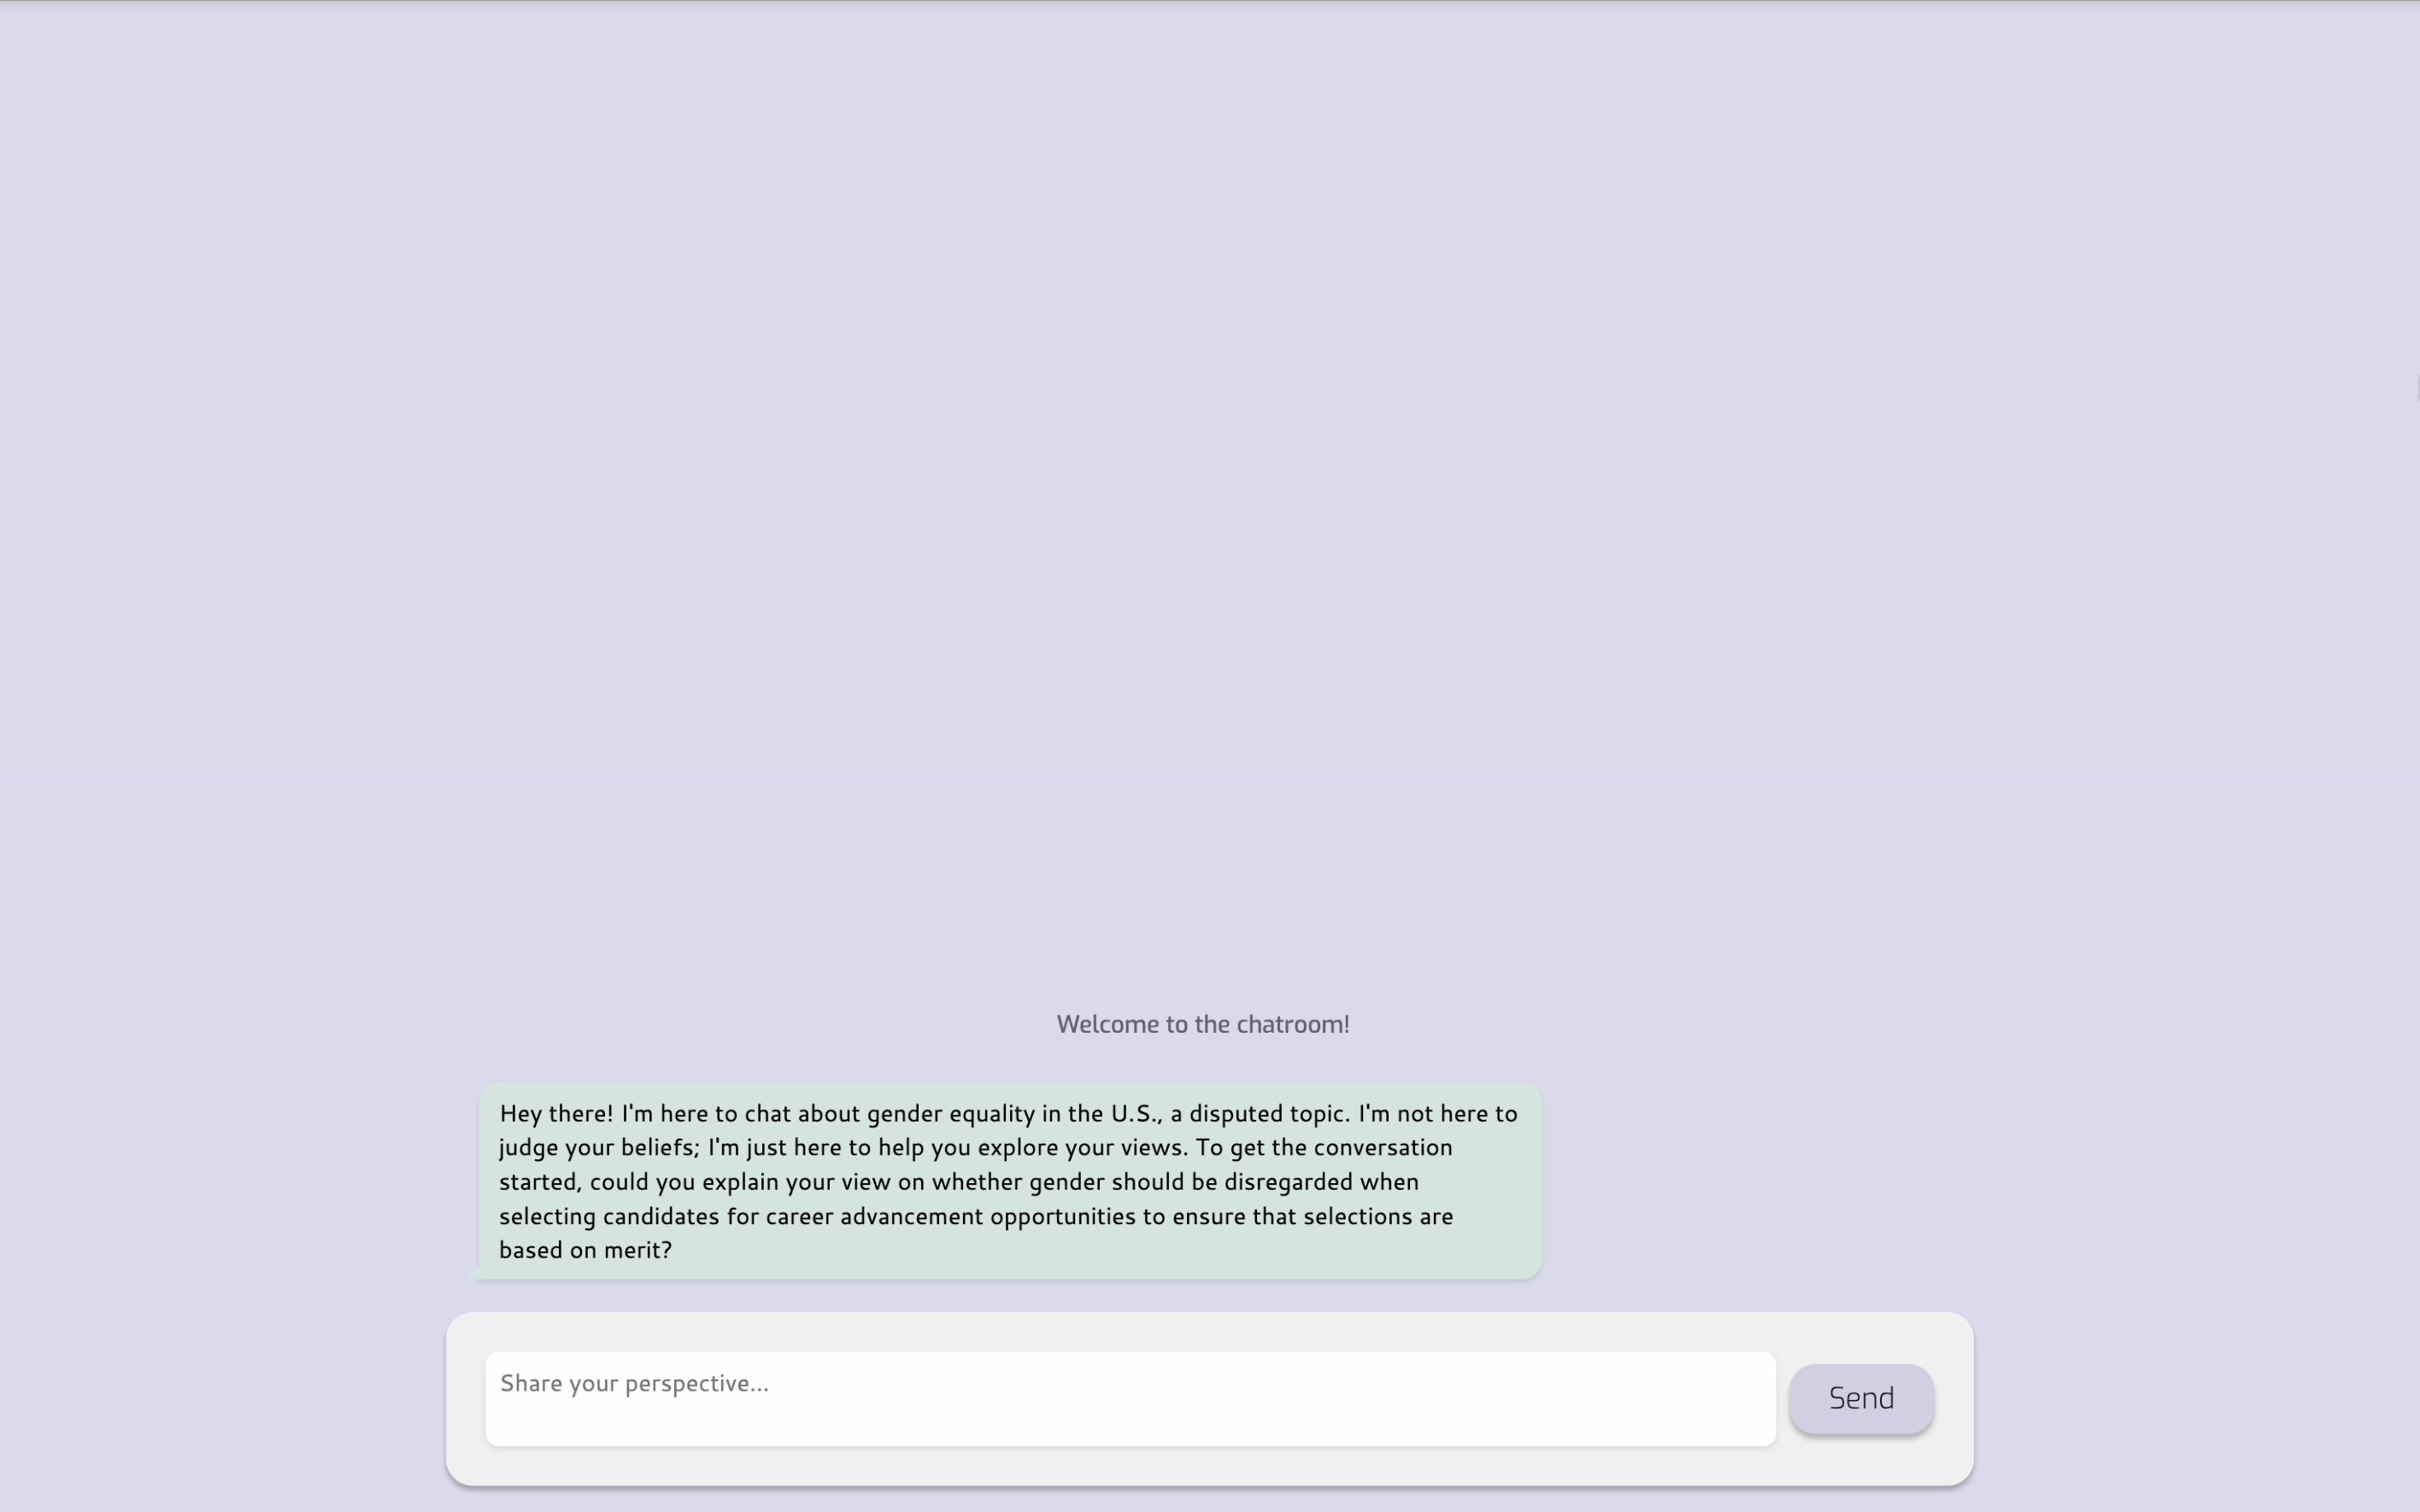 Welcome to the chatroom!
Hey there! I'm here to chat about gender equality in the U.S., a disputed topic. I'm not here to
judge your beliefs; I'm just here to help you explore your views. To get the conversation
started, could you explain your view on whether gender should be disregarded when
selecting candidates for career advancement opportunities to ensure that selections are
based on merit?
Share your perspective...
Send